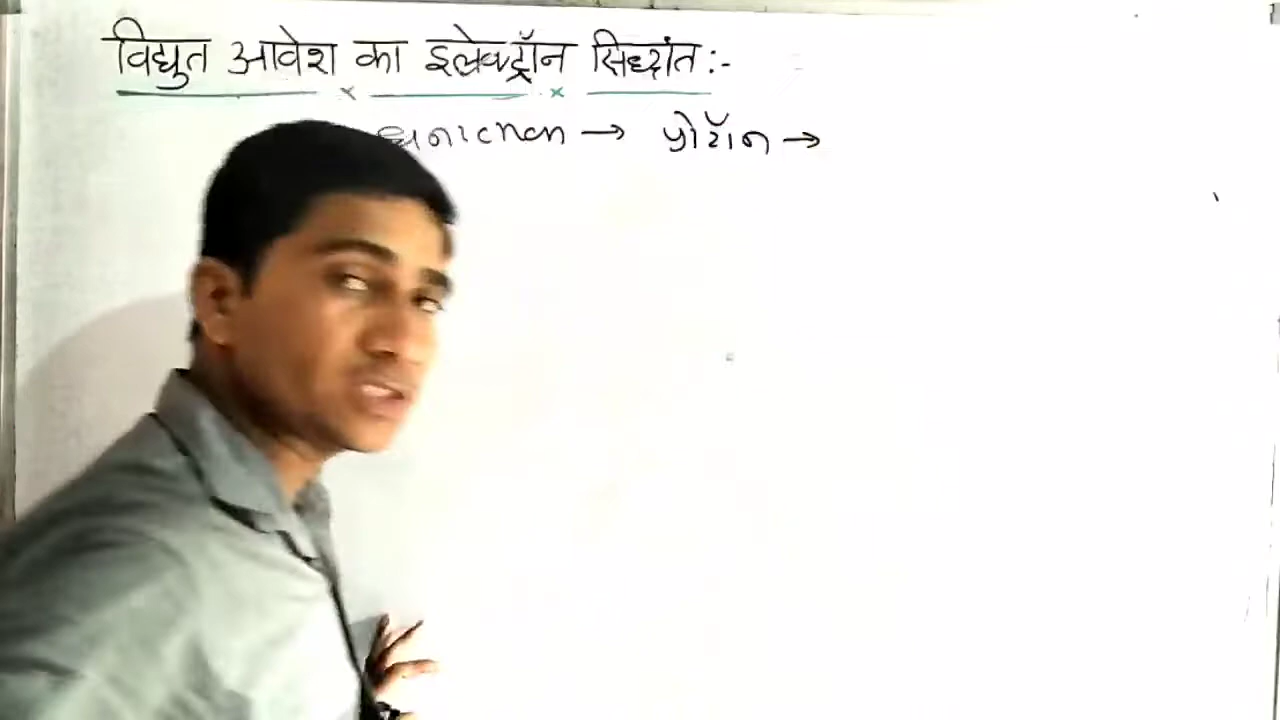 विद्युत आवेश का इलेक्ट्रॉन सिद्धांत :-
धनात्मक → प्रोटॉन →